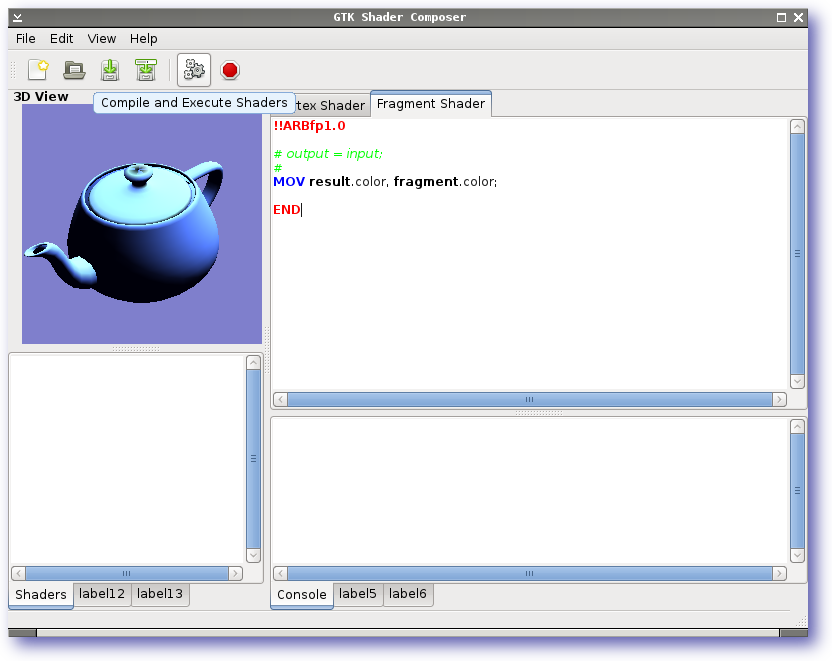 GTK Shader Composer
File Edit View Help
3D View
Compile and Execute Shaders
tex Shader
Fragment Shader
!!ARBfp1.0
# output = input;
#
MOV result.color, fragment.color;
END
Shaders label12 label13
Console label5 label6